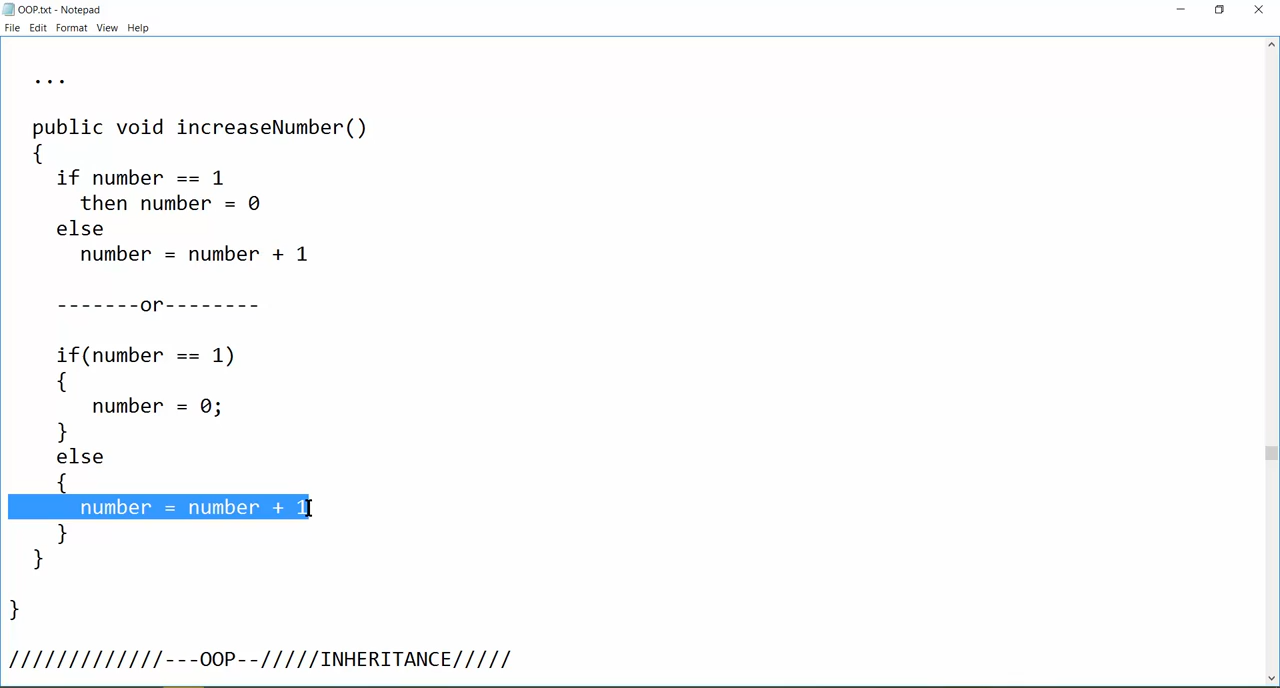 OOP.txt - Notepad
File Edit Format View Help
...
public void increaseNumber()
{
if number == 1
then number = 0
else
number = number + 1
-------or--------
if(number == 1)
{
number = 0;
}
else
{
number = number + 1
}
}
}
/////////////---OOP--/////INHERITANCE/////